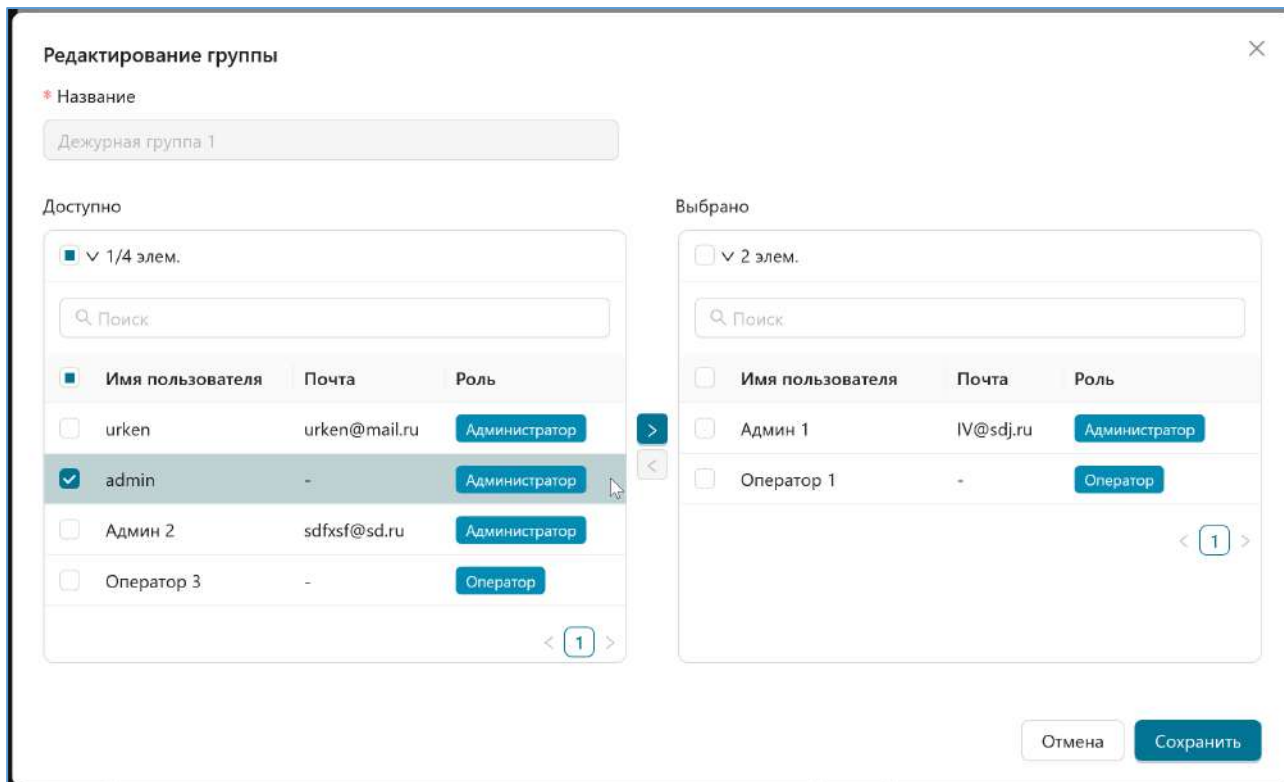 Редактирование группы
* Название
Дежурная группа 1
Доступно
1/4 элем.
Поиск
Имя пользователя Почта Роль
urken urken@mail.ru Администратор
admin - Администратор
Админ 2 sdfxsf@sd.ru Администратор
Оператор 3 - Оператор
< 1 >
>
<
Выбрано
2 элем.
Поиск
Имя пользователя Почта Роль
Админ 1 IV@sdj.ru Администратор
Оператор 1 - Оператор
< 1 >
Отмена Сохранить